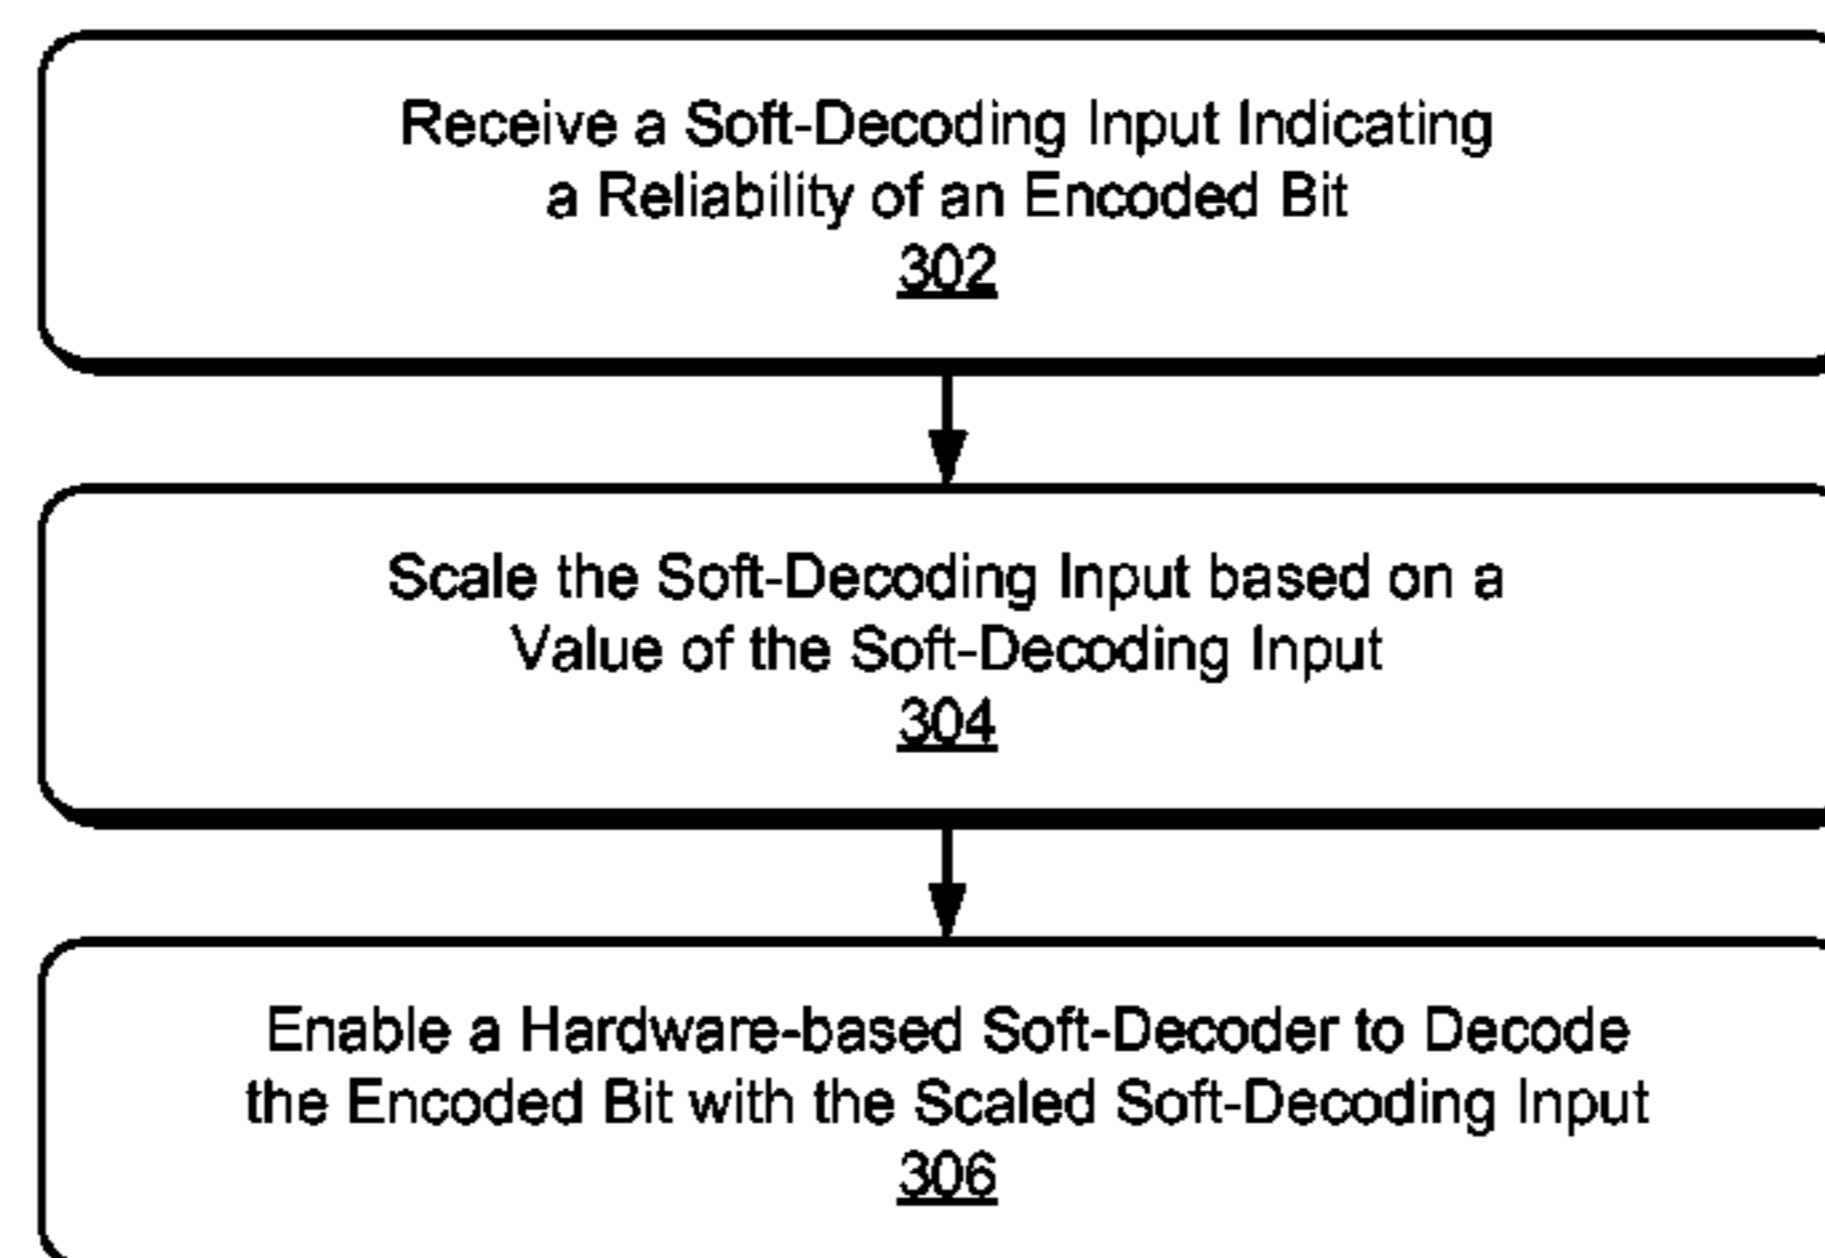 Receive a Soft-Decoding Input Indicating
a Reliability of an Encoded Bit
302
Scale the Soft-Decoding Input based on a
Value of the Soft-Decoding Input
304
Enable a Hardware-based Soft-Decoder to Decode
the Encoded Bit with the Scaled Soft-Decoding Input
306